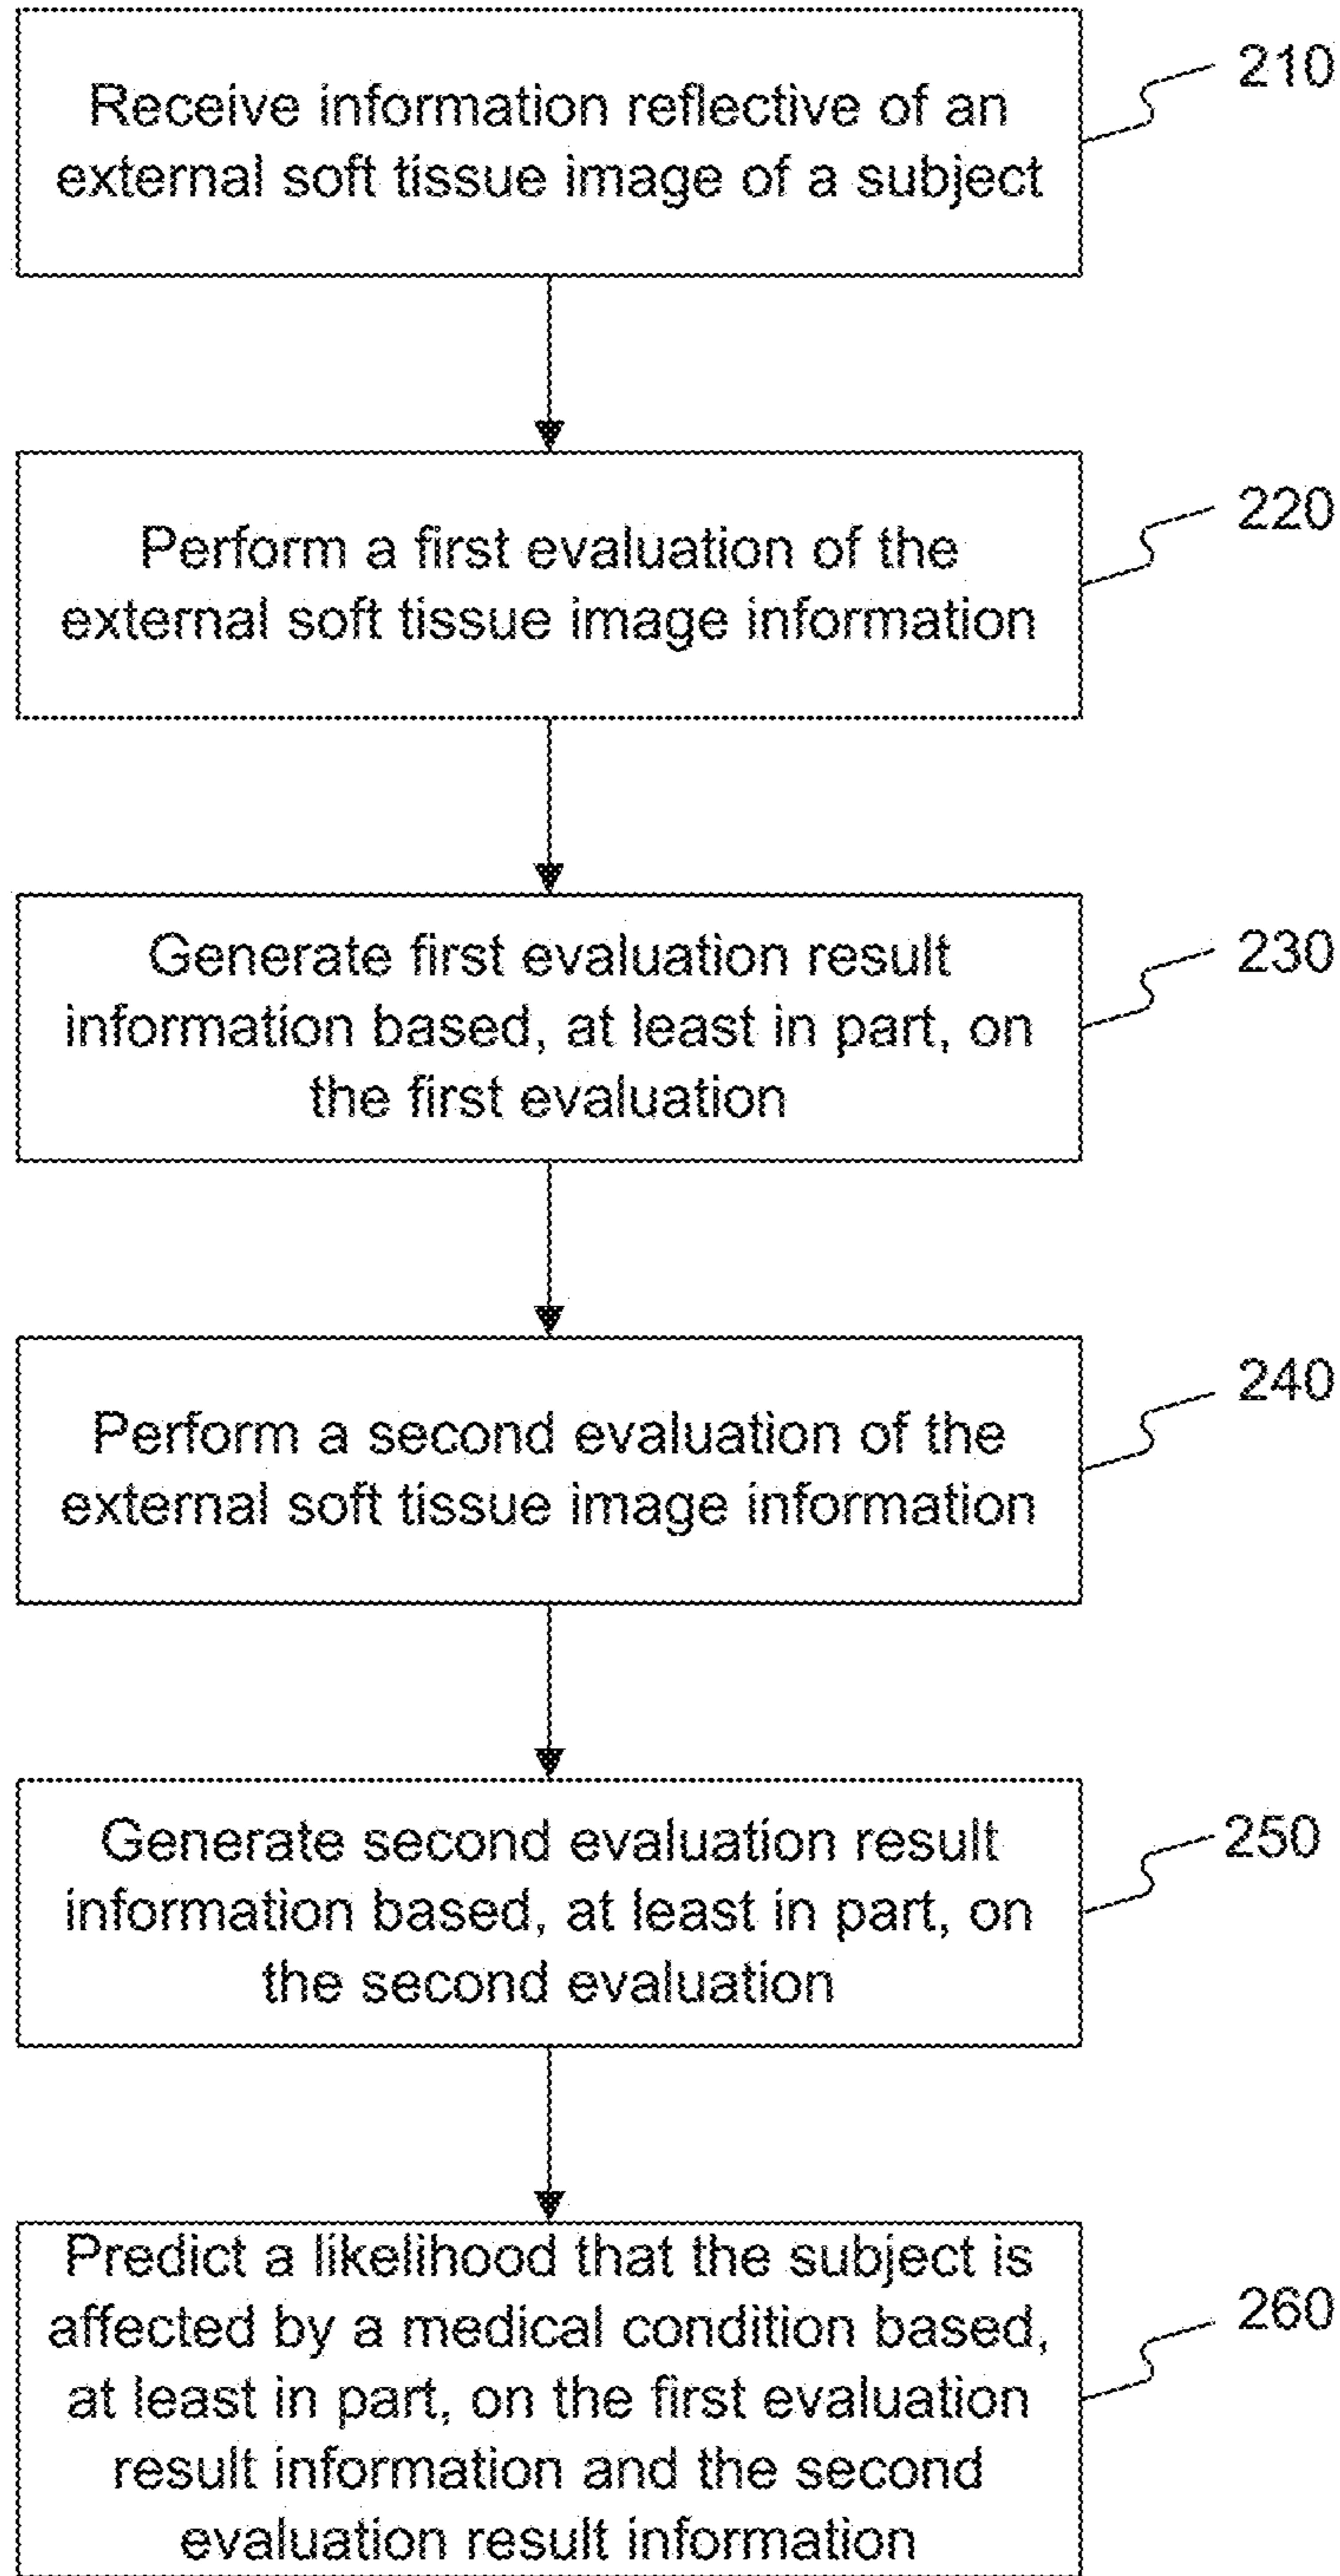 210
Receive information reflective of an
external soft tissue image of a subject
220
Perform a first evaluation of the
external soft tissue image information
230
Generate first evaluation result
information based, at least in part, on
the first evaluation
240
Perform a second evaluation of the
external soft tissue image information
250
Generate second evaluation result
information based, at least in part, on
the second evaluation
Predict a likelihood that the subject is
260
affected by a medical condition based,
at least in part, on the first evaluation
result information and the second
evaluation result information